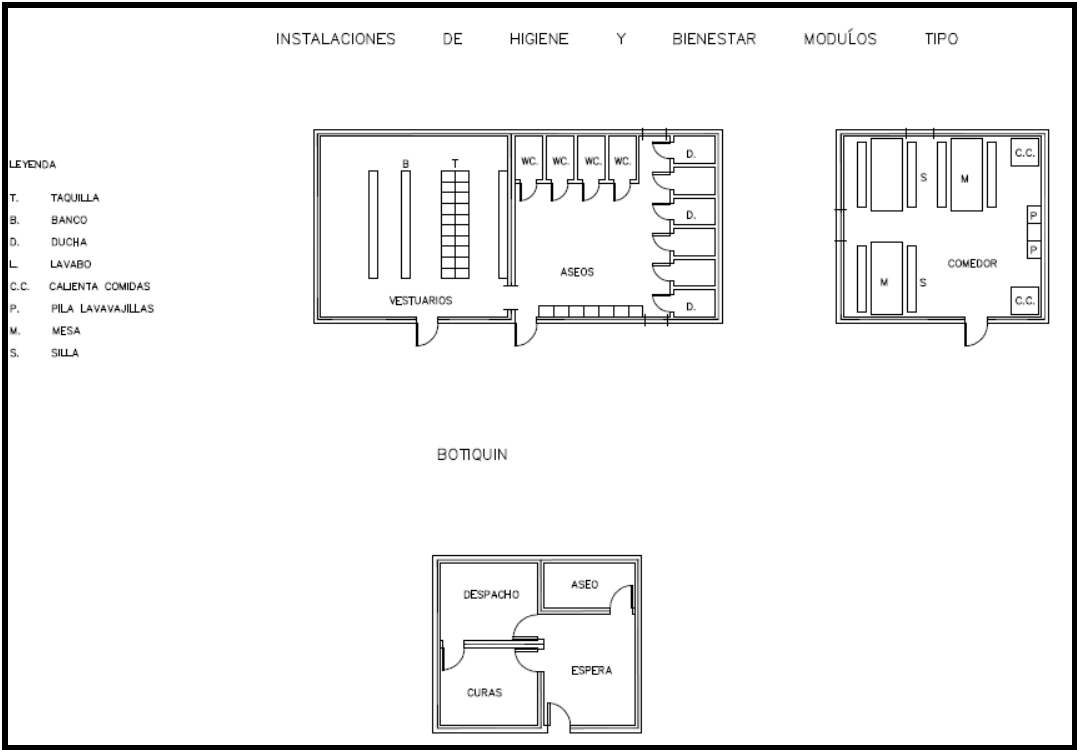 INSTALACIONES DE HIGIENE Y BIENESTAR MODUĹOS TIPO
LEYENDA
T. TAQUILLA
B. BANCO
D. DUCHA
L. LAVABO
C.C. CALIENTA COMIDAS
P. PILA LAVAVAJILLAS
M. MESA
S. SILLA
B T
WC. WC. WC. WC.
D.
D.
D.
ASEOS
VESTUARIOS
C.C.
S M
P
P
COMEDOR
M S
C.C.
BOTIQUIN
DESPACHO
ASEO
ESPERA
CURAS